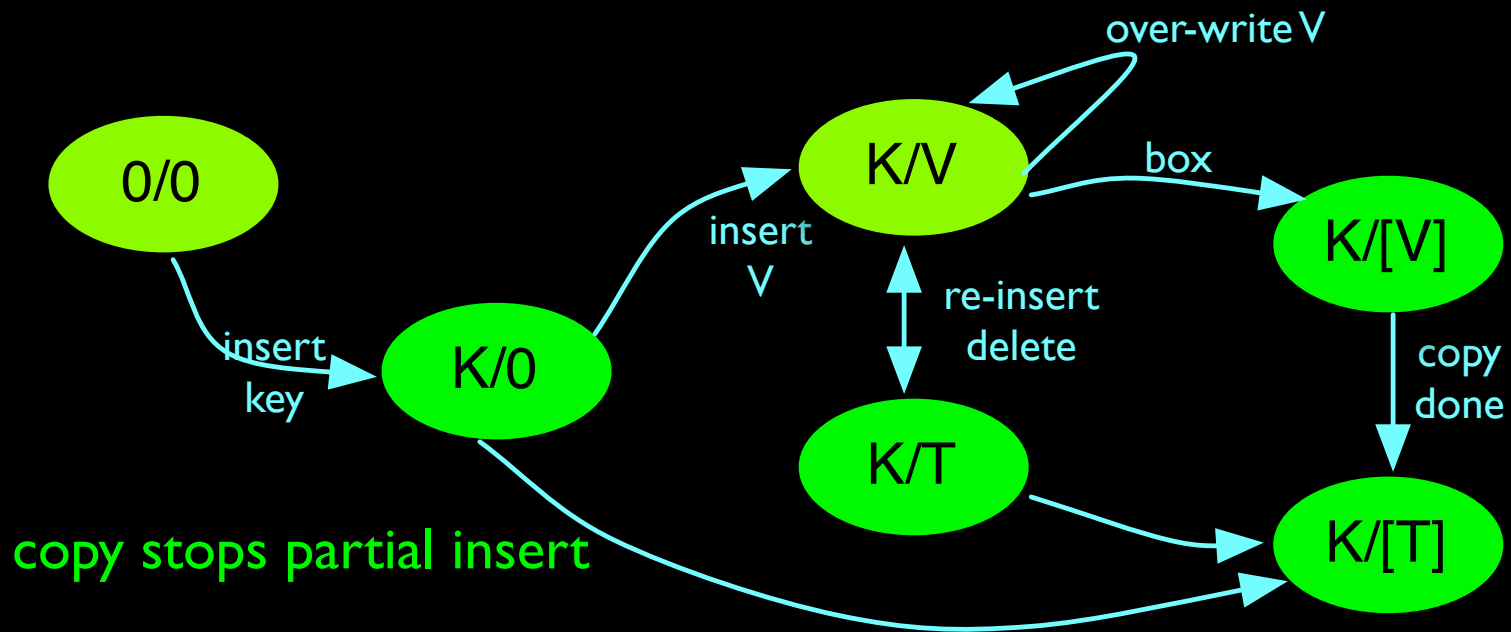 over-write V
0/0
K/V
box
insert
V
K/[V]
re-insert
delete
insert
key
K/0
copy
done
K/T
copy stops partial insert
K/[T]